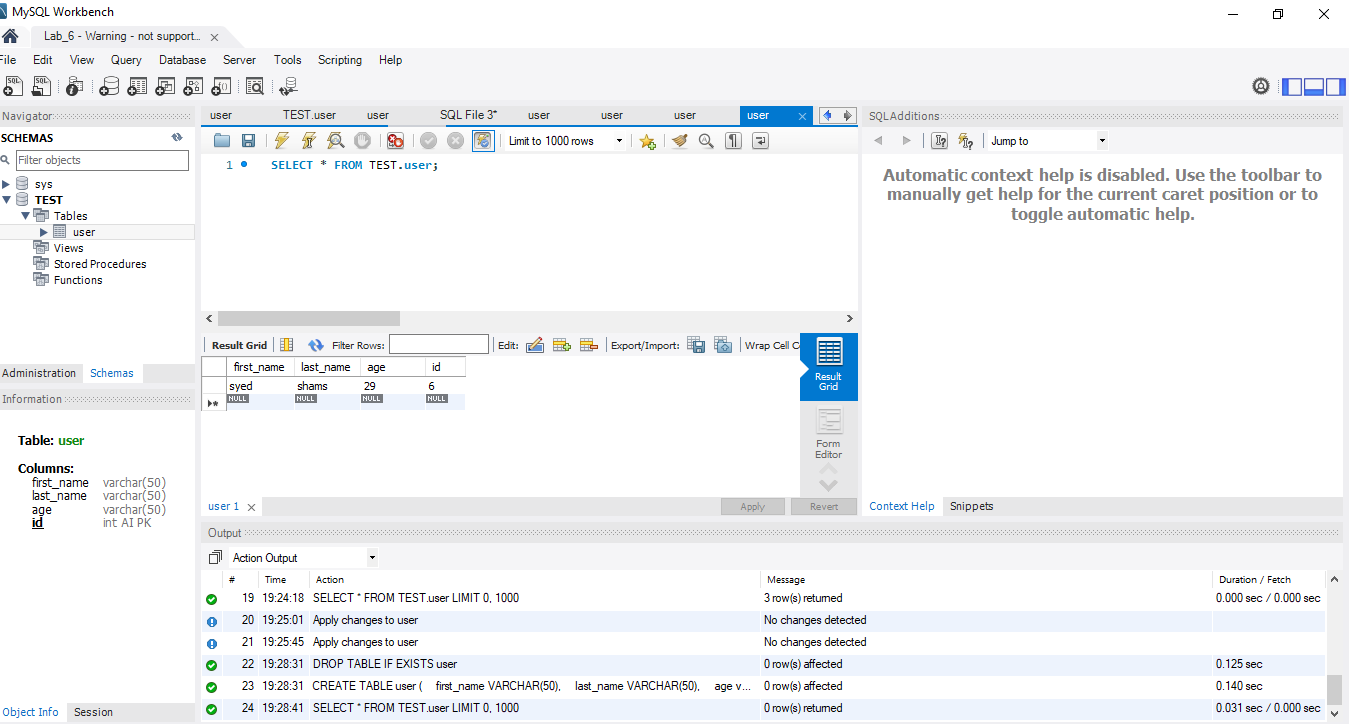 MySQL Workbench
Lab_6 - Warning - not support...
File Edit View Query Database Server Tools Scripting Help
Navigator
SCHEMAS
Filter objects
sys
TEST
Tables
user
Views
Stored Procedures
Functions
Administration Schemas
Information
Table: user
Columns:
first_name varchar(50)
last_name varchar(50)
age varchar(50)
id int AI PK
Object Info Session
user TEST.user user SQL File 3* user user user user
Limit to 1000 rows
1 SELECT * FROM TEST.user;
Result Grid Filter Rows: Edit: Export/Import: Wrap Cell C
first_name last_name age id
syed shams 29 6
NULL NULL NULL NULL
Result
Grid
Form
Editor
user 1 Apply Revert
SQLAdditions
Jump to
Automatic context help is disabled. Use the toolbar to
manually get help for the current caret position or to
toggle automatic help.
Context Help Snippets
Output
Action Output
# Time Action Message Duration / Fetch
19 19:24:18 SELECT * FROM TEST.user LIMIT 0, 1000 3 row(s) returned 0.000 sec / 0.000 sec
20 19:25:01 Apply changes to user No changes detected
21 19:25:45 Apply changes to user No changes detected
22 19:28:31 DROP TABLE IF EXISTS user 0 row(s) affected 0.125 sec
23 19:28:31 CREATE TABLE user ( first_name VARCHAR(50), last_name VARCHAR(50), age v... 0 row(s) affected 0.140 sec
24 19:28:41 SELECT * FROM TEST.user LIMIT 0, 1000 0 row(s) returned 0.031 sec / 0.000 sec